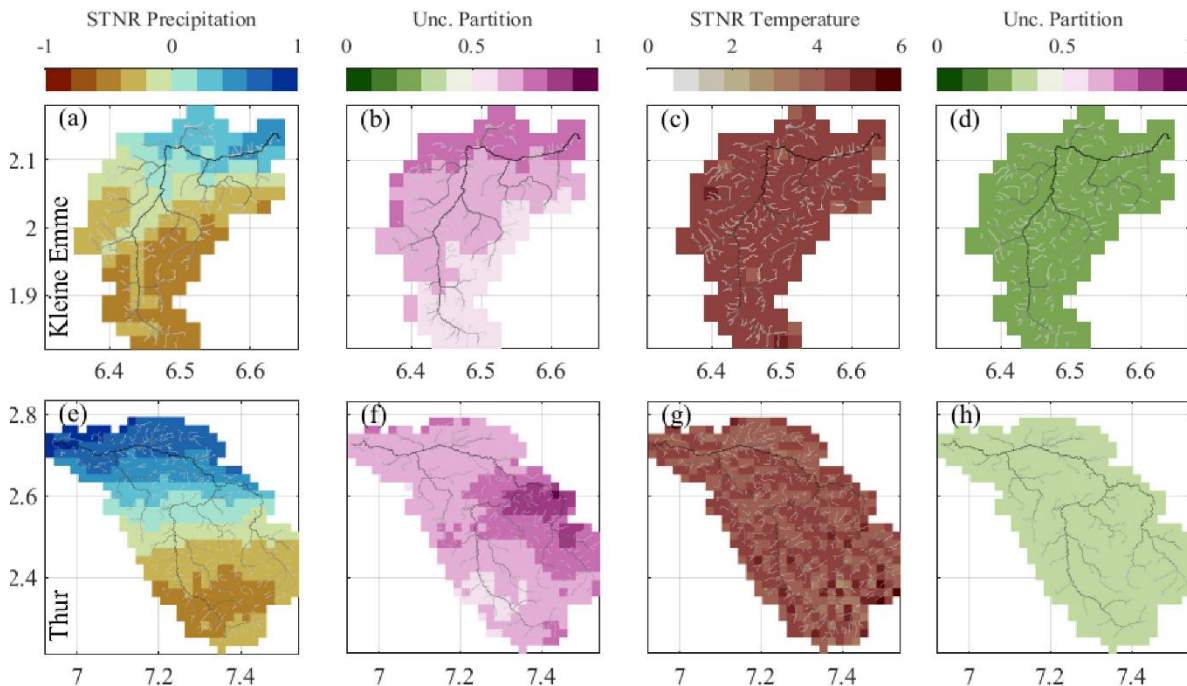 STNR Precipitation Unc. Partition STNR Temperature Unc. Partition
-1 0 1 0 0.5 1 0 2 4 6 0 0.5 1
(a) (b) (c) (d)
2.1
2
1.9
Kleine Emme
6.4 6.5 6.6 6.4 6.5 6.6 6.4 6.5 6.6 6.4 6.5 6.6
2.8
(e) (f) (g) (h)
2.6
2.4
Thur
7 7.2 7.4 7 7.2 7.4 7 7.2 7.4 7 7.2 7.4